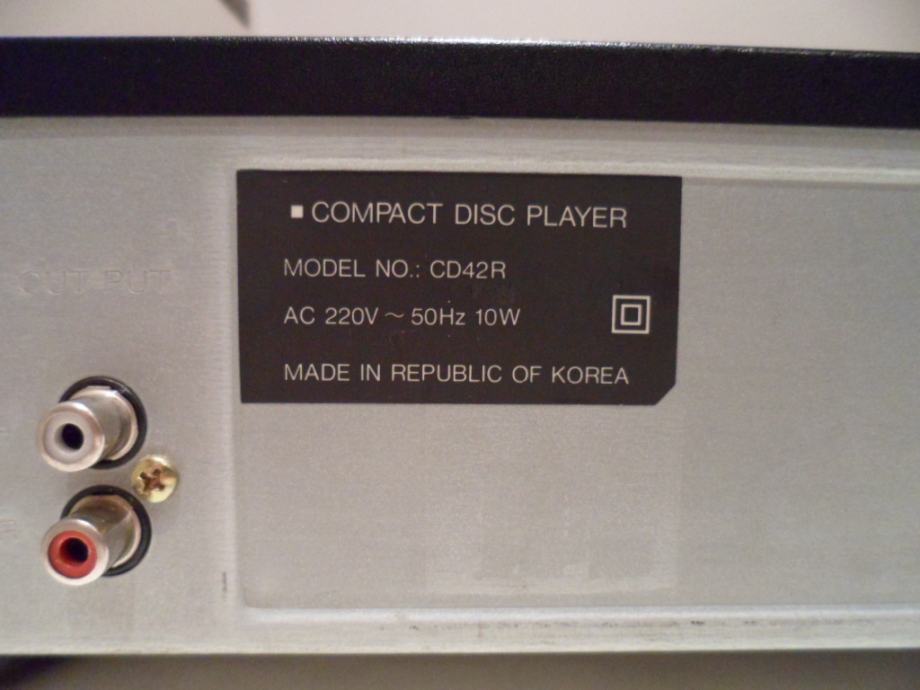 ■ COMPACT DISC PLAYER
MODEL NO.: CD42R
AC 220V ~ 50Hz 10W
MADE IN REPUBLIC OF KOREA
OUTPUT